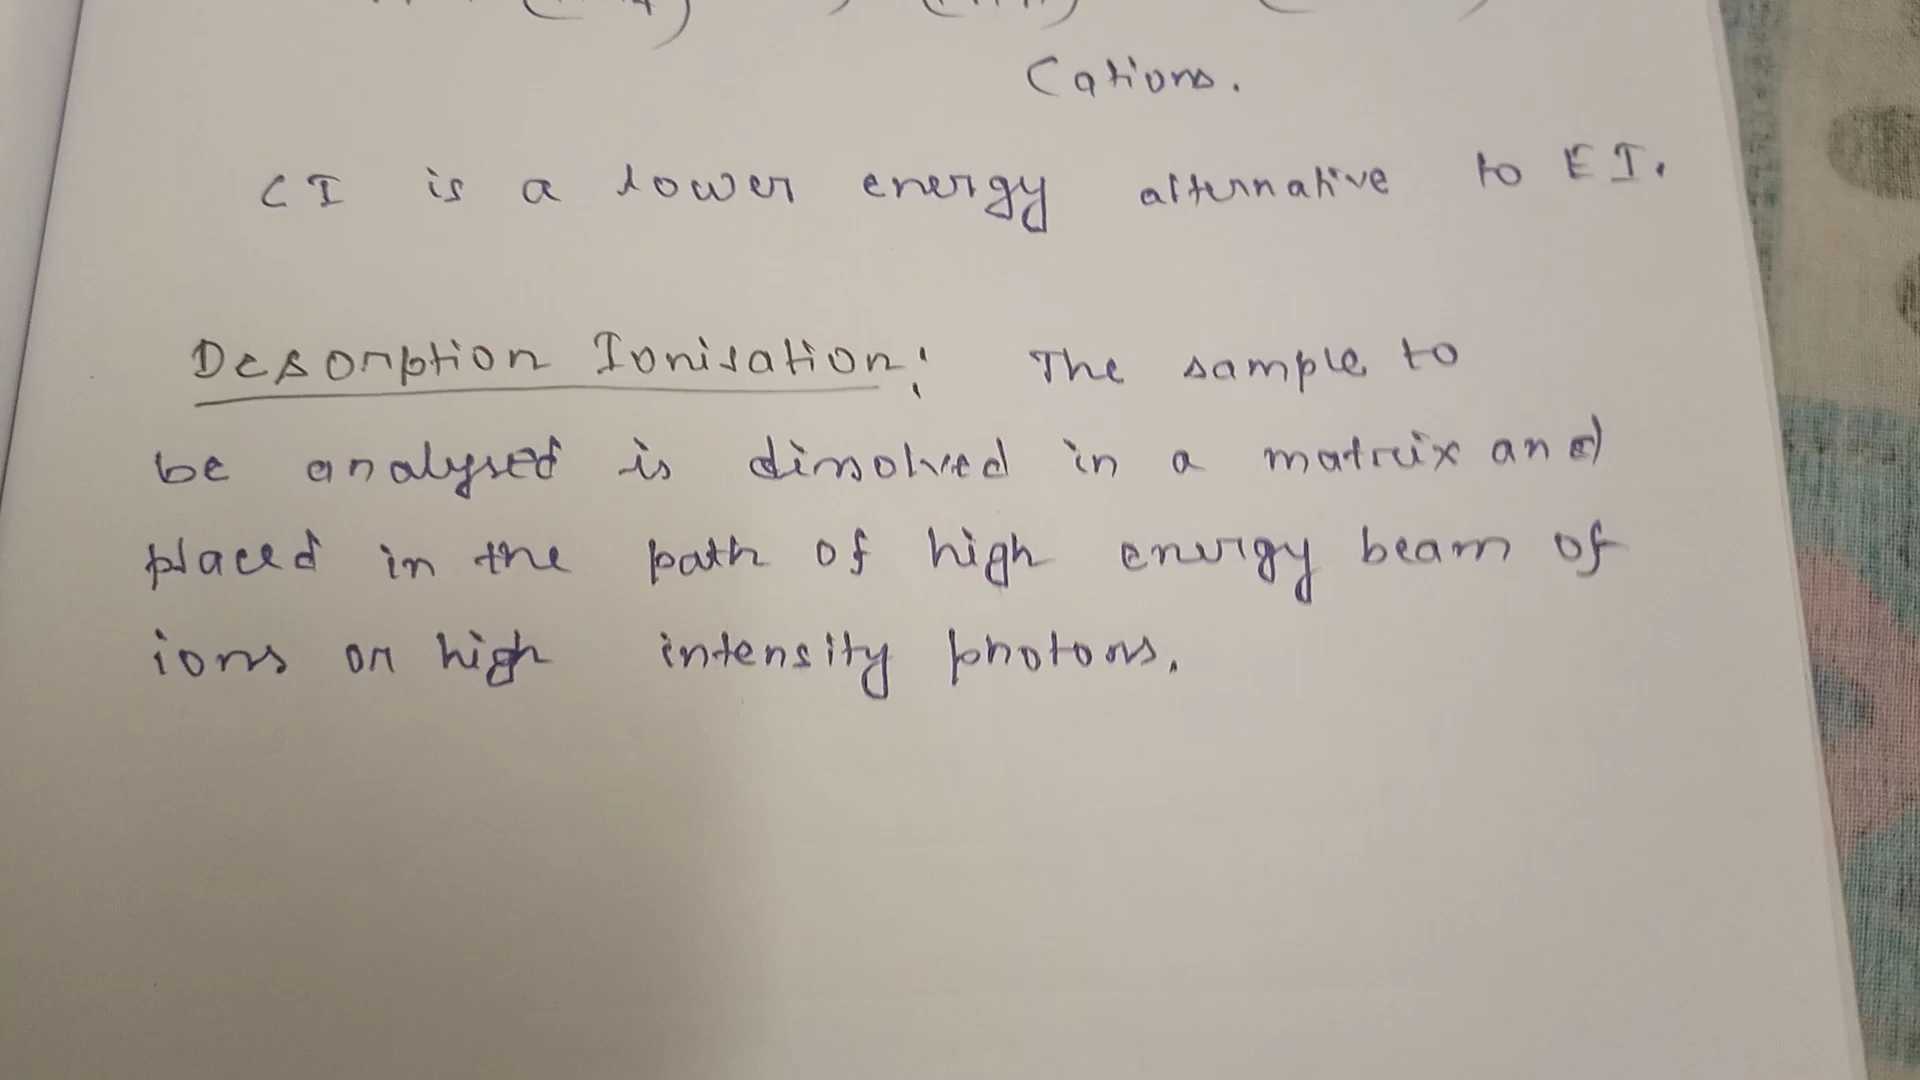 Cations.
CI is a lower energy alternative to EI.
Desorption Ionisation: The sample to
be analysed is dissolved in a matrix and
placed in the path of high energy beam of
ions or high intensity photons.